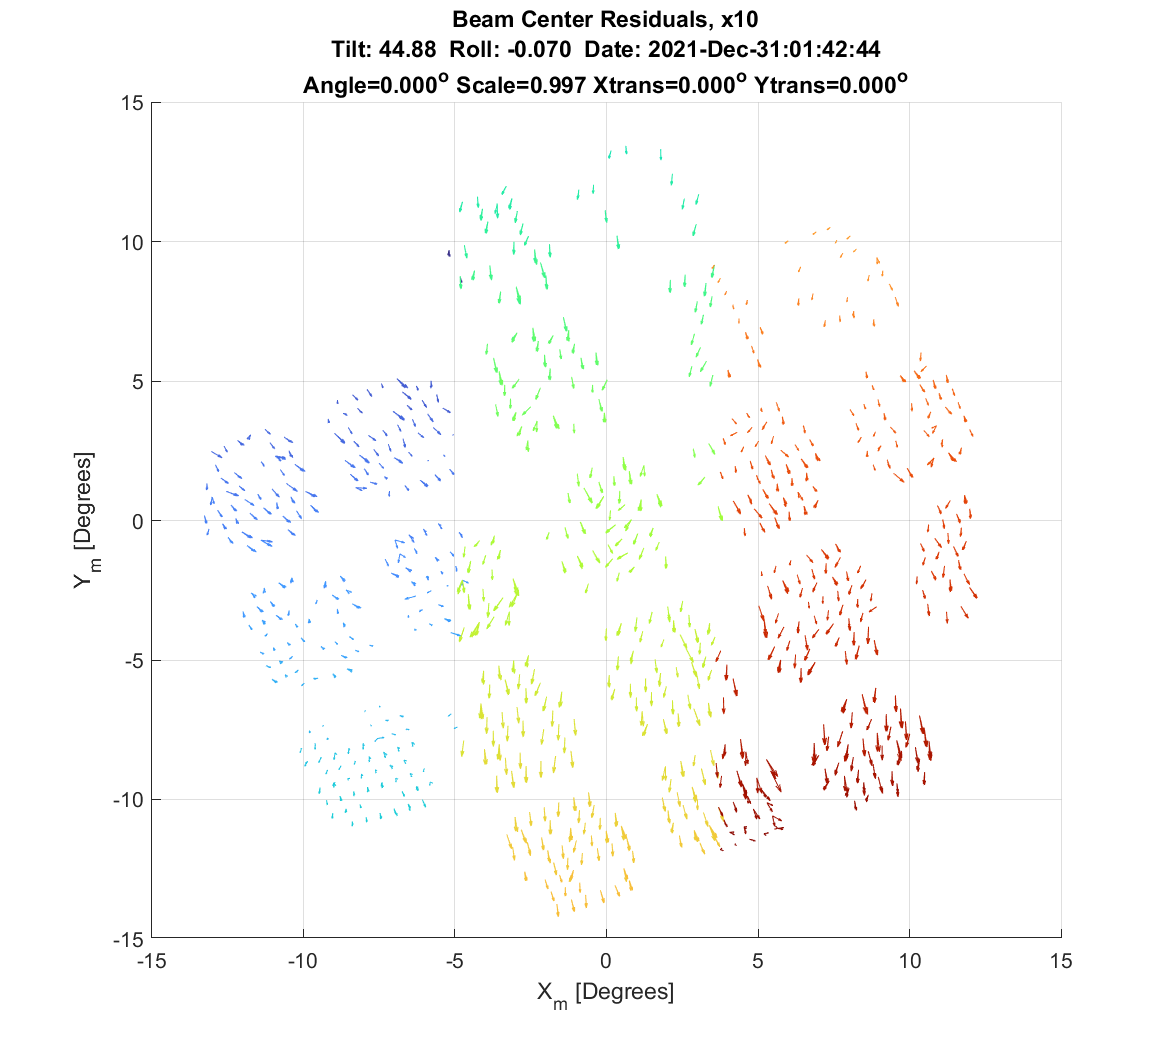 Beam Center Residuals, x10
Tilt: 44.88 Roll: -0.070 Date: 2021-Dec-31:01:42:44
Angle=0.000° Scale=0.997 Xtrans=0.000° Ytrans=0.000°
15
10
5
0
-5
-10
-15
Y_m [Degrees]
-15 -10 -5 0 5 10 15
X_m [Degrees]